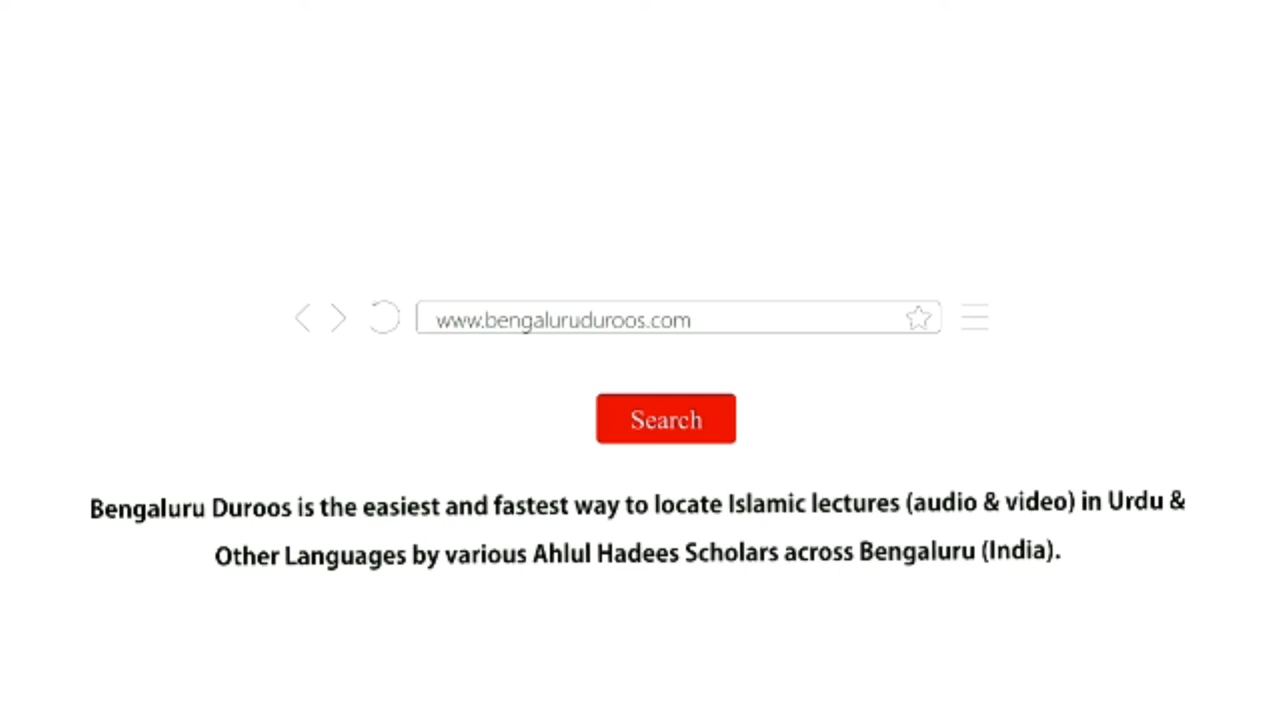 www.bengaluruduroos.com
Search
Bengaluru Duroos is the easiest and fastest way to locate Islamic lectures (audio & video) in Urdu &
Other Languages by various Ahlul Hadees Scholars across Bengaluru (India).